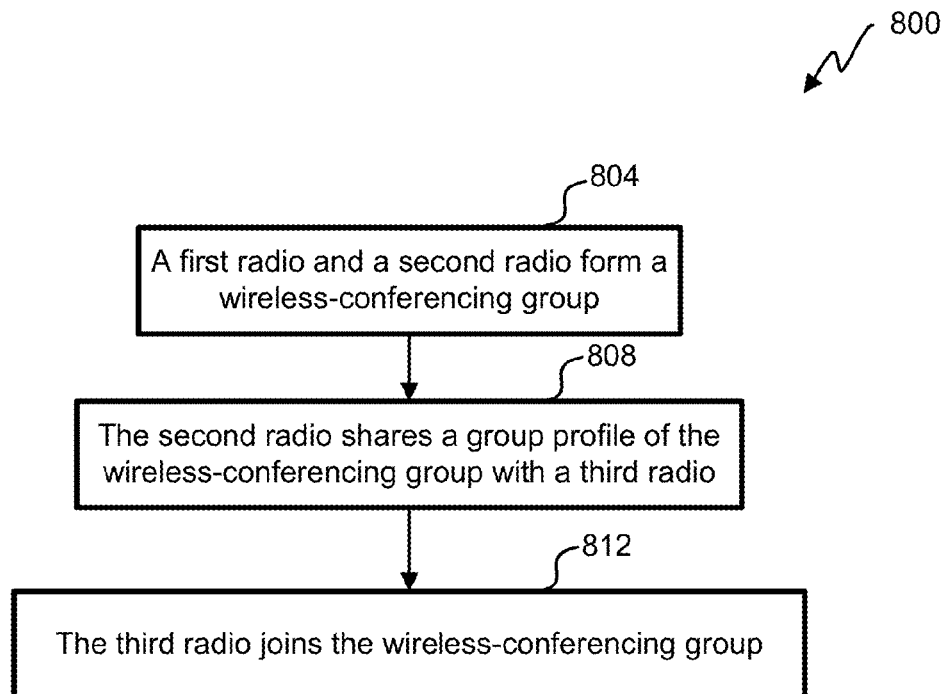 800
804
A first radio and a second radio form a
wireless-conferencing group
808
The second radio shares a group profile of the
wireless-conferencing group with a third radio
812
The third radio joins the wireless-conferencing group